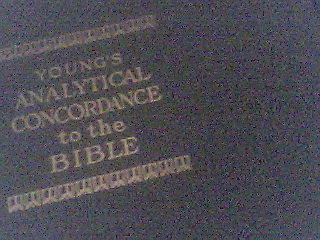 YOUNG'S
ANALYTICAL
CONCORDANCE
to the
BIBLE